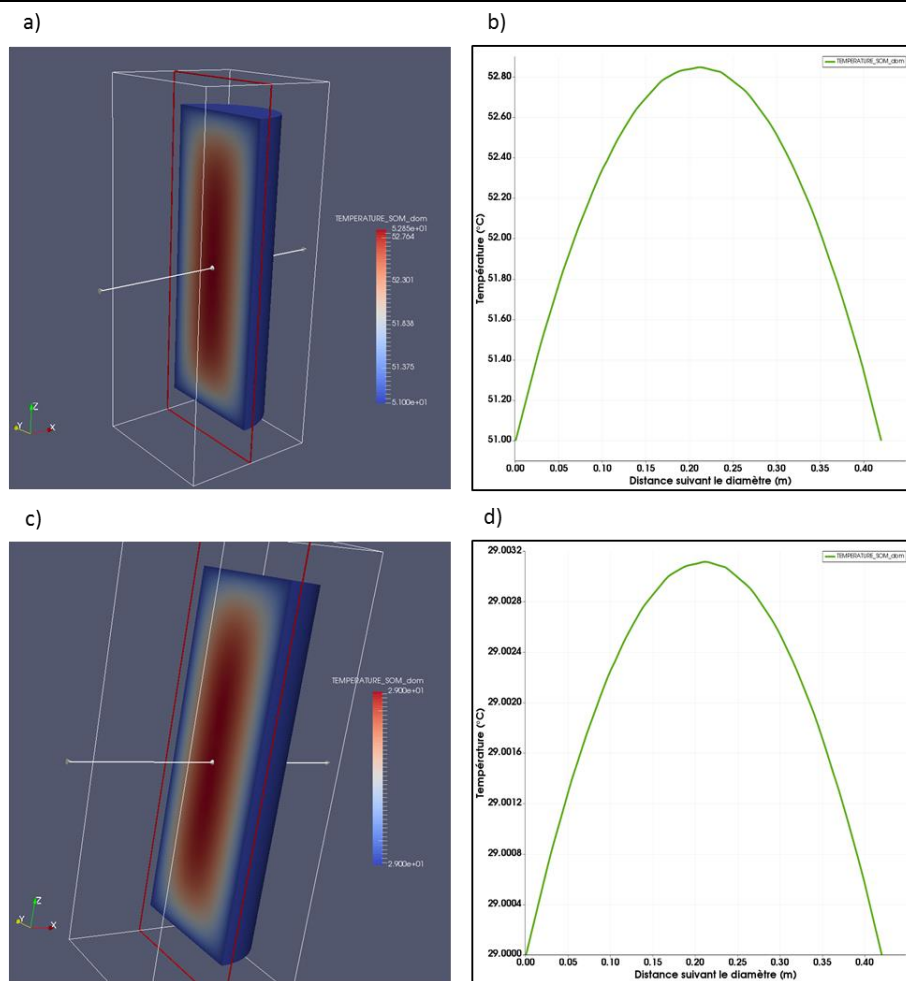 a)
b)
TEMPERATURE_SOM_dom
5.285e+01
52.764
52.301
51.838
51.375
5.100e+01
Z
Y
X
TEMPERATURE_SOM_dom
Température (°C)
52.80
52.60
52.40
52.20
52.00
51.80
51.60
51.40
51.20
51.00
0.00 0.05 0.10 0.15 0.20 0.25 0.30 0.35 0.40
Distance suivant le diamètre (m)
c)
d)
TEMPERATURE_SOM_dom
2.900e+01
2.900e+01
Z
Y
X
TEMPERATURE_SOM_dom
Température (°C)
29.0032
29.0028
29.0024
29.0020
29.0016
29.0012
29.0008
29.0004
29.0000
0.00 0.05 0.10 0.15 0.20 0.25 0.30 0.35 0.40
Distance suivant le diamètre (m)